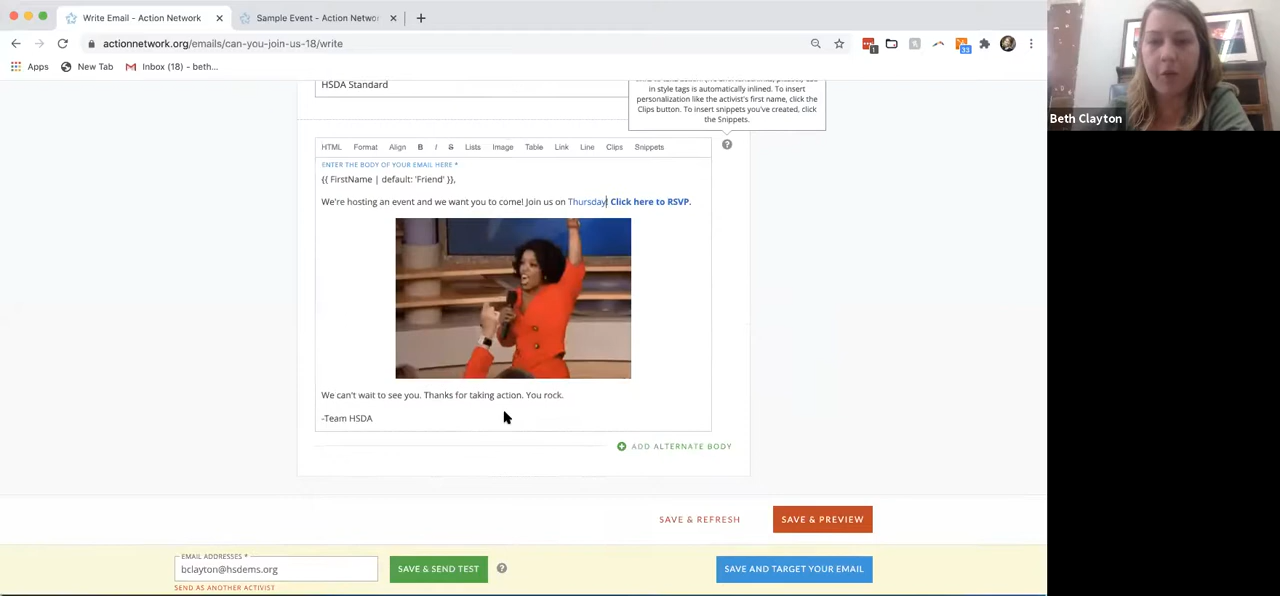 Write Email - Action Network
Sample Event - Action Networ
actionnetwork.org/emails/can-you-join-us-18/write
1
33
Apps
New Tab
Inbox (18) - beth...
Beth Clayton
HSDA Standard
in style tags is automatically inlined. To insert
personalization like the activist's first name, click the
Clips button. To insert snippets you've created, click
the Snippets.
HTML Format Align B I S Lists Image Table Link Line Clips Snippets
?
ENTER THE BODY OF YOUR EMAIL HERE *
{{ FirstName | default: 'Friend' }},
We're hosting an event and we want you to come! Join us on Thursday! Click here to RSVP.
We can't wait to see you. Thanks for taking action. You rock.
-Team HSDA
ADD ALTERNATE BODY
SAVE & REFRESH
SAVE & PREVIEW
EMAIL ADDRESSES *
bclayton@hsdems.org
SAVE & SEND TEST
?
SAVE AND TARGET YOUR EMAIL
SEND AS ANOTHER ACTIVIST